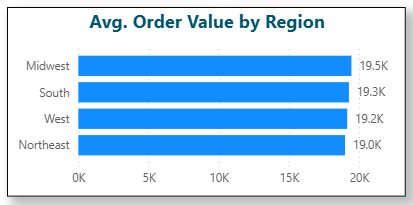 Avg. Order Value by Region
Midwest 19.5K
South 19.3K
West 19.2K
Northeast 19.0K
0K 5K 10K 15K 20K